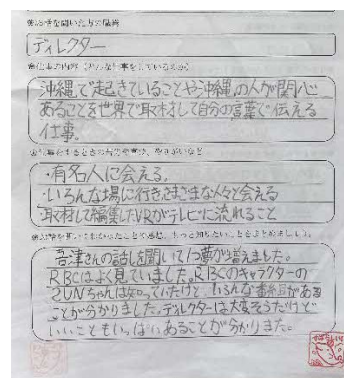 ディレクター
沖縄で起きていることや沖縄の人が関心
あることを世界で取材して自分の言葉で伝える
仕事。
・有名人に会える。
・いろんな場に行きさまざまな人と会える
・取材して編集したVRがテレビに流れること
さんの話しを聞いて1つ夢が増えました。
RBCはよく見ていました。RBCのキャラクターの
ZUNちゃんは知っていたけど いろんな番組がある
ことが分かりました。ディレクターは大変そうだけど
いいこともいっぱいあることが分かりました。